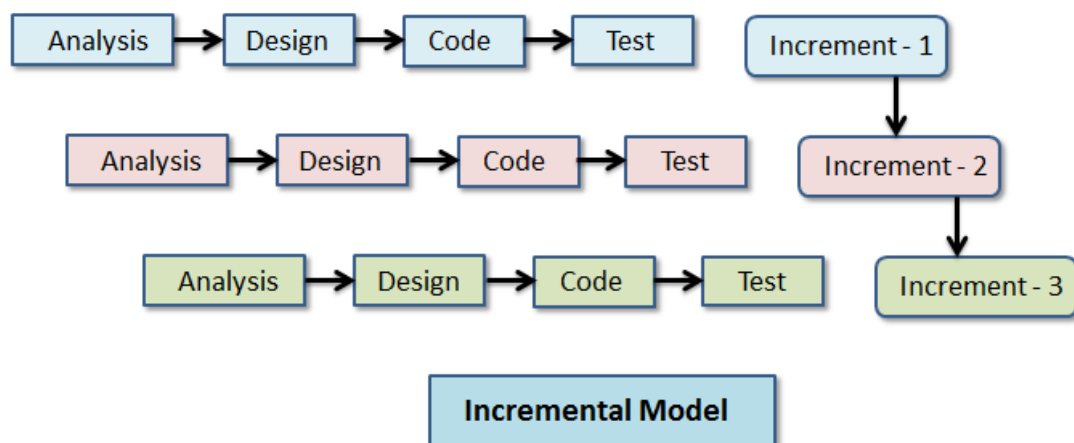 Analysis Design Code Test Increment - 1
Analysis Design Code Test Increment - 2
Analysis Design Code Test Increment - 3
Incremental Model